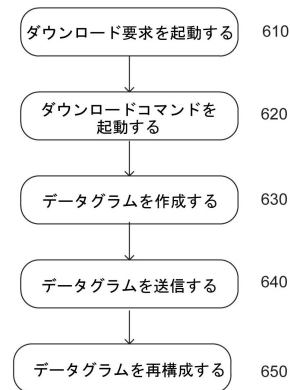 ダウンロード要求を起動する
610
ダウンロードコマンドを
起動する
620
データグラムを作成する
630
データグラムを送信する
640
データグラムを再構成する
650